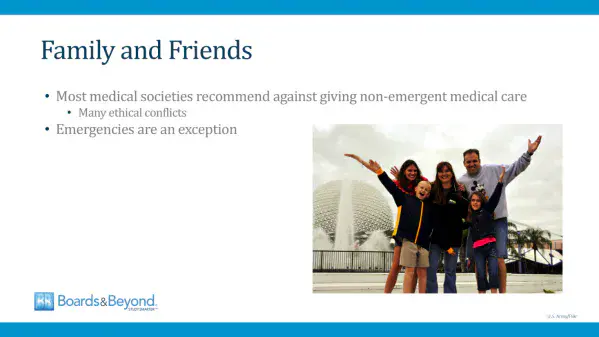 Family and Friends
• Most medical societies recommend against giving non-emergent medical care
• Many ethical conflicts
• Emergencies are an exception
Boards&Beyond.